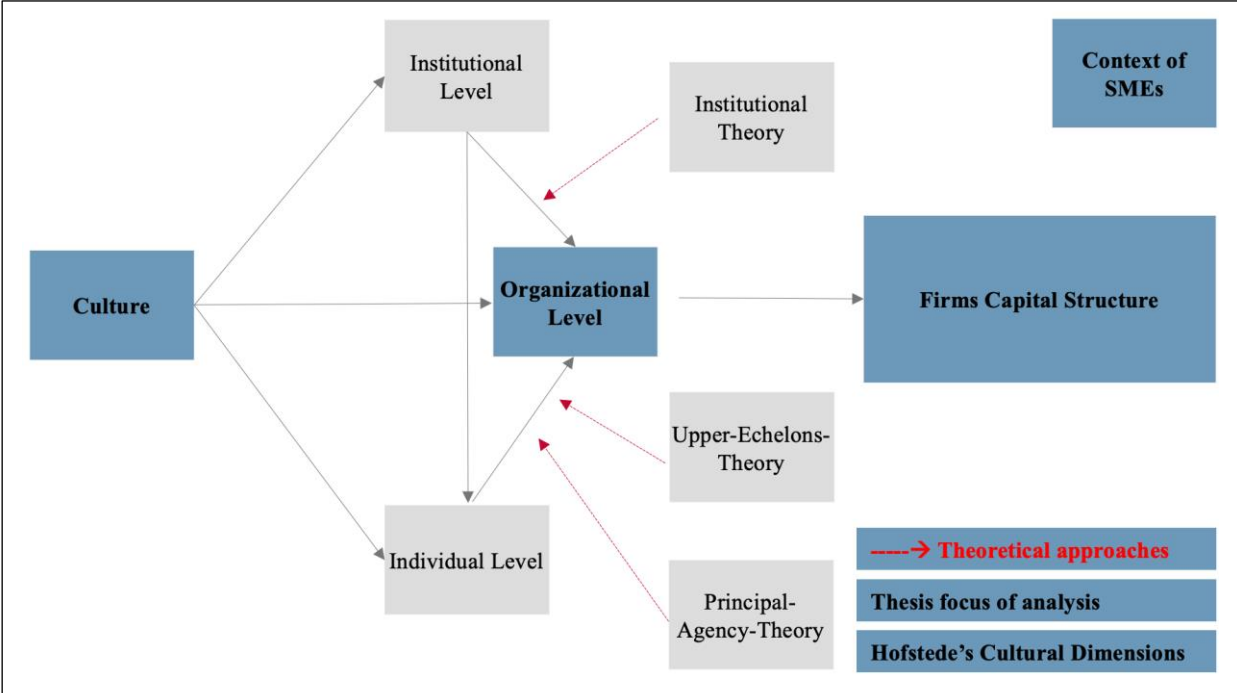 Institutional
Level
Context of
SMEs
Institutional
Theory
Culture
Organizational
Level
Firms Capital Structure
Upper-Echelons-
Theory
Individual Level
Principal-
Agency-Theory
-----→ Theoretical approaches
Thesis focus of analysis
Hofstede’s Cultural Dimensions